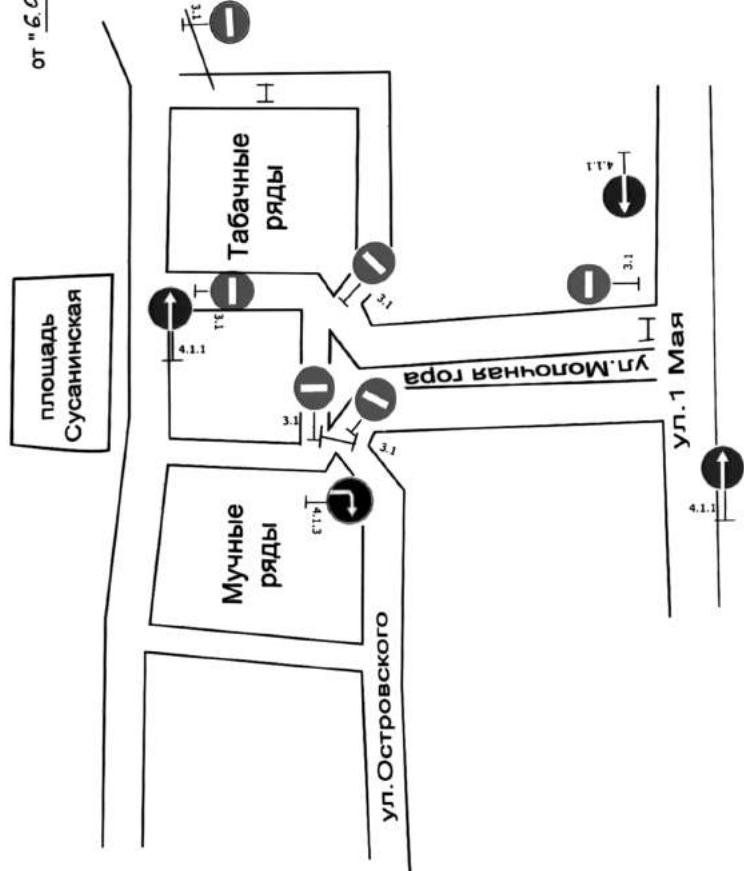 от "6.0
3.1
площадь
Сусанинская
Табачные
ряды
3.1
4.1.1
3.1
4.1.1
3.1
3.1
3.1
4.1.3
Мучные
ряды
ул.Молочная гора
ул.1 Мая
4.1.1
ул.Островского